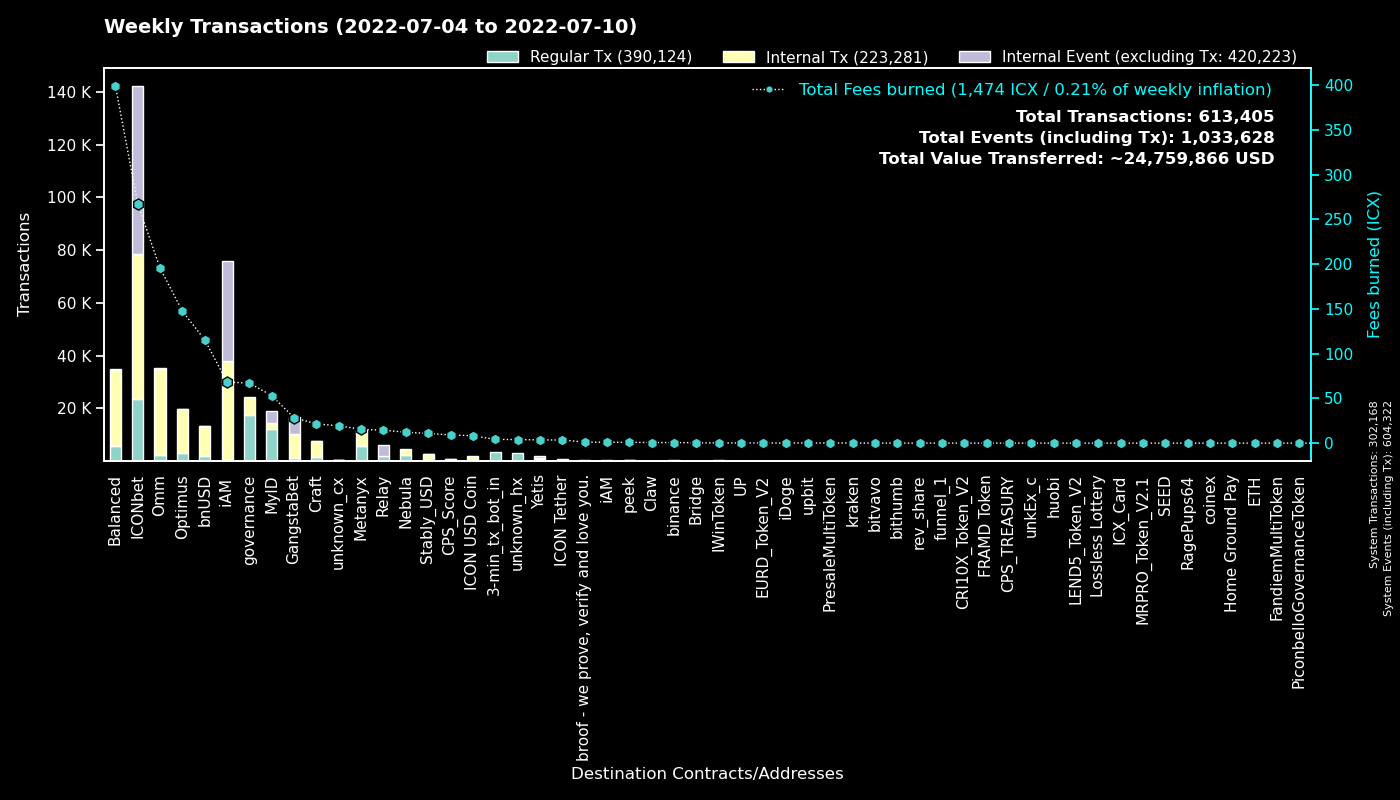 Weekly Transactions (2022-07-04 to 2022-07-10)
Regular Tx (390,124)
Internal Tx (223,281)
Internal Event (excluding Tx: 420,223)
Total Fees burned (1,474 ICX / 0.21% of weekly inflation)
Total Transactions: 613,405
Total Events (including Tx): 1,033,628
Total Value Transferred: ~24,759,866 USD
Transactions
140 K
120 K
100 K
80 K
60 K
40 K
20 K
400
350
300
250
200
150
100
50
0
Fees burned (ICX)
System Transactions: 302,168
System Events (including Tx): 604,322
Balanced
ICONbet
Omm
Optimus
bnUSD
iAM
governance
MyID
GangstaBet
Craft
unknown_cx
Metanyx
Relay
Nebula
Stably_USD
CPS_Score
ICON USD Coin
3-min_tx_bot_in
unknown_hx
Yetis
ICON Tether
broof - we prove, verify and love you.
iAM
peek
Claw
binance
Bridge
IWinToken
UP
EURD_Token_V2
iDoge
upbit
PresaleMultiToken
kraken
bitvavo
bithumb
rev_share
funnel_1
CRI10X_Token_V2
FRAMD Token
CPS_TREASURY
unkEx_c
huobi
LEND5_Token_V2
Lossless Lottery
ICX_Card
MRPRO_Token_V2.1
SEED
RagePups64
coinex
Home Ground Pay
ETH
FandiemMultiToken
PiconbelloGovernanceToken
Destination Contracts/Addresses